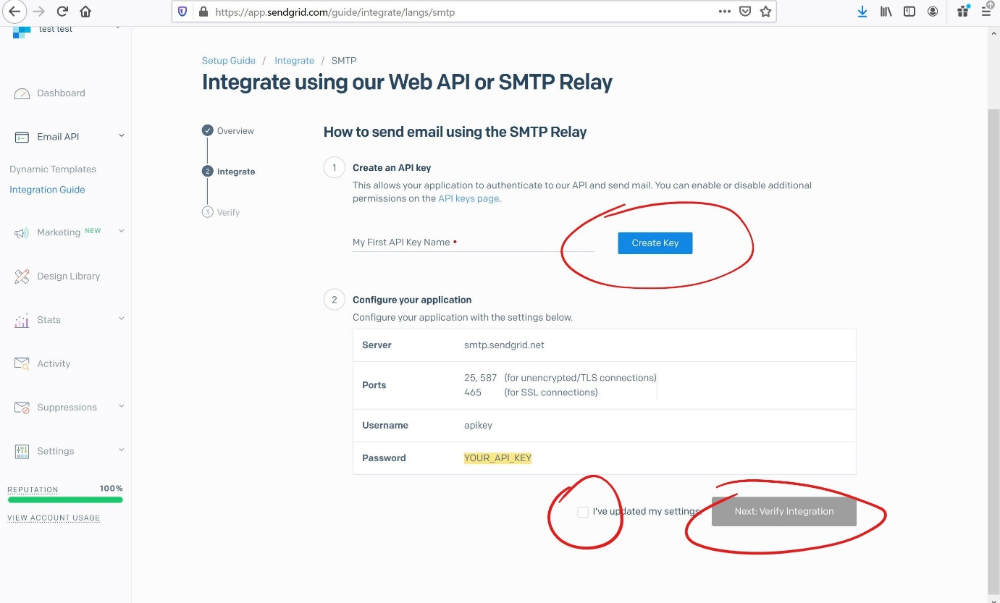 https://app.sendgrid.com/guide/integrate/langs/smtp
test test
Dashboard
Email API
Dynamic Templates
Integration Guide
Marketing NEW
Design Library
Stats
Activity
Suppressions
Settings
REPUTATION 100%
VIEW ACCOUNT USAGE
Setup Guide / Integrate / SMTP
Integrate using our Web API or SMTP Relay
Overview
2 Integrate
3 Verify
How to send email using the SMTP Relay
1 Create an API key
This allows your application to authenticate to our API and send mail. You can enable or disable additional
permissions on the API keys page.
My First API Key Name •
Create Key
2 Configure your application
Configure your application with the settings below.
Server smtp.sendgrid.net
Ports 25, 587 (for unencrypted/TLS connections)
465 (for SSL connections)
Username apikey
Password YOUR_API_KEY
I've updated my settings.
Next: Verify Integration